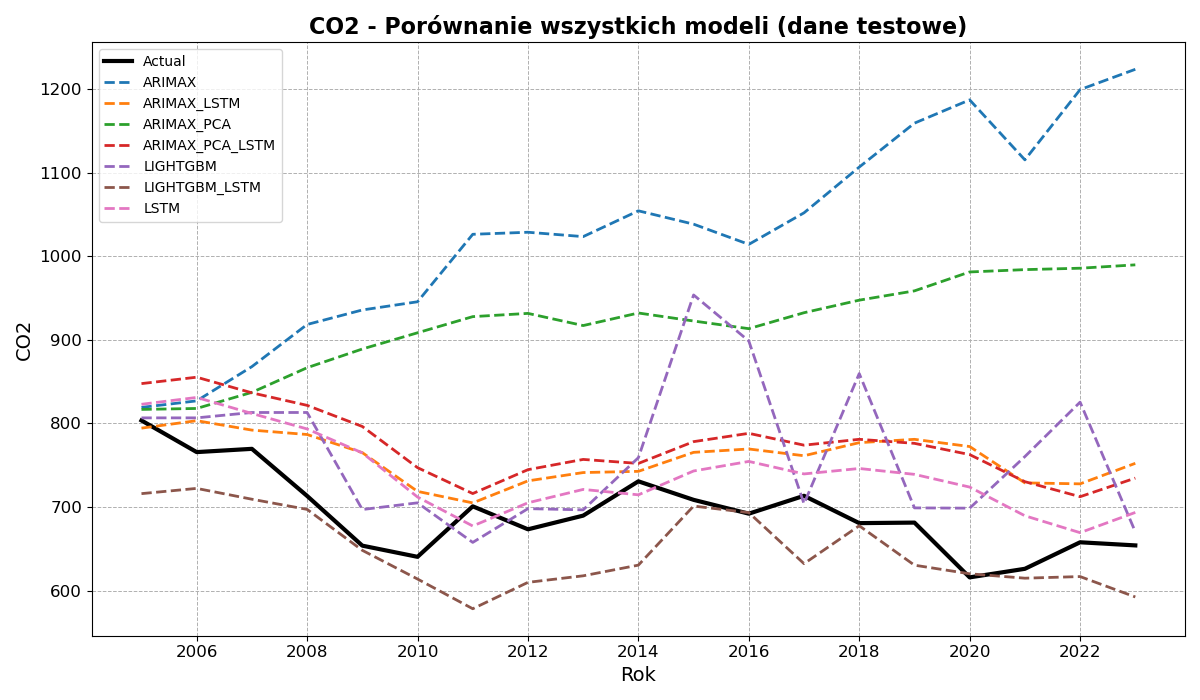 CO2 - Porównanie wszystkich modeli (dane testowe)
Actual
ARIMAX
ARIMAX_LSTM
ARIMAX_PCA
ARIMAX_PCA_LSTM
LIGHTGBM
LIGHTGBM_LSTM
LSTM
1200
1100
1000
900
800
700
600
CO2
2006 2008 2010 2012 2014 2016 2018 2020 2022
Rok